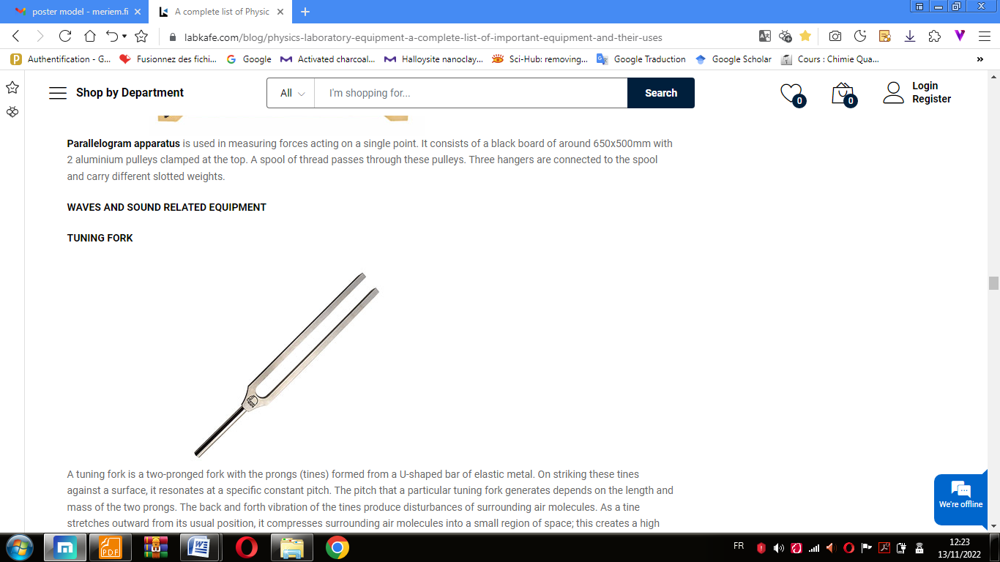 poster model - meriem.fi
A complete list of Physic
labkafe.com/blog/physics-laboratory-equipment-a-complete-list-of-important-equipment-and-their-uses
Authentification - G...
Fusionnez des fichi...
Google
Activated charcoal...
Halloysite nanoclay...
Sci-Hub: removing...
Google Traduction
Google Scholar
Cours : Chimie Qua...
Shop by Department
All
I'm shopping for...
Search
0
0
Login
Register
Parallelogram apparatus is used in measuring forces acting on a single point. It consists of a black board of around 650x500mm with
2 aluminium pulleys clamped at the top. A spool of thread passes through these pulleys. Three hangers are connected to the spool
and carry different slotted weights.
WAVES AND SOUND RELATED EQUIPMENT
TUNING FORK
A tuning fork is a two-pronged fork with the prongs (tines) formed from a U-shaped bar of elastic metal. On striking these tines
against a surface, it resonates at a specific constant pitch. The pitch that a particular tuning fork generates depends on the length and
mass of the two prongs. The back and forth vibration of the tines produce disturbances of surrounding air molecules. As a tine
stretches outward from its usual position, it compresses surrounding air molecules into a small region of space; this creates a high
We're offline
PDF
FR
12:23
13/11/2022